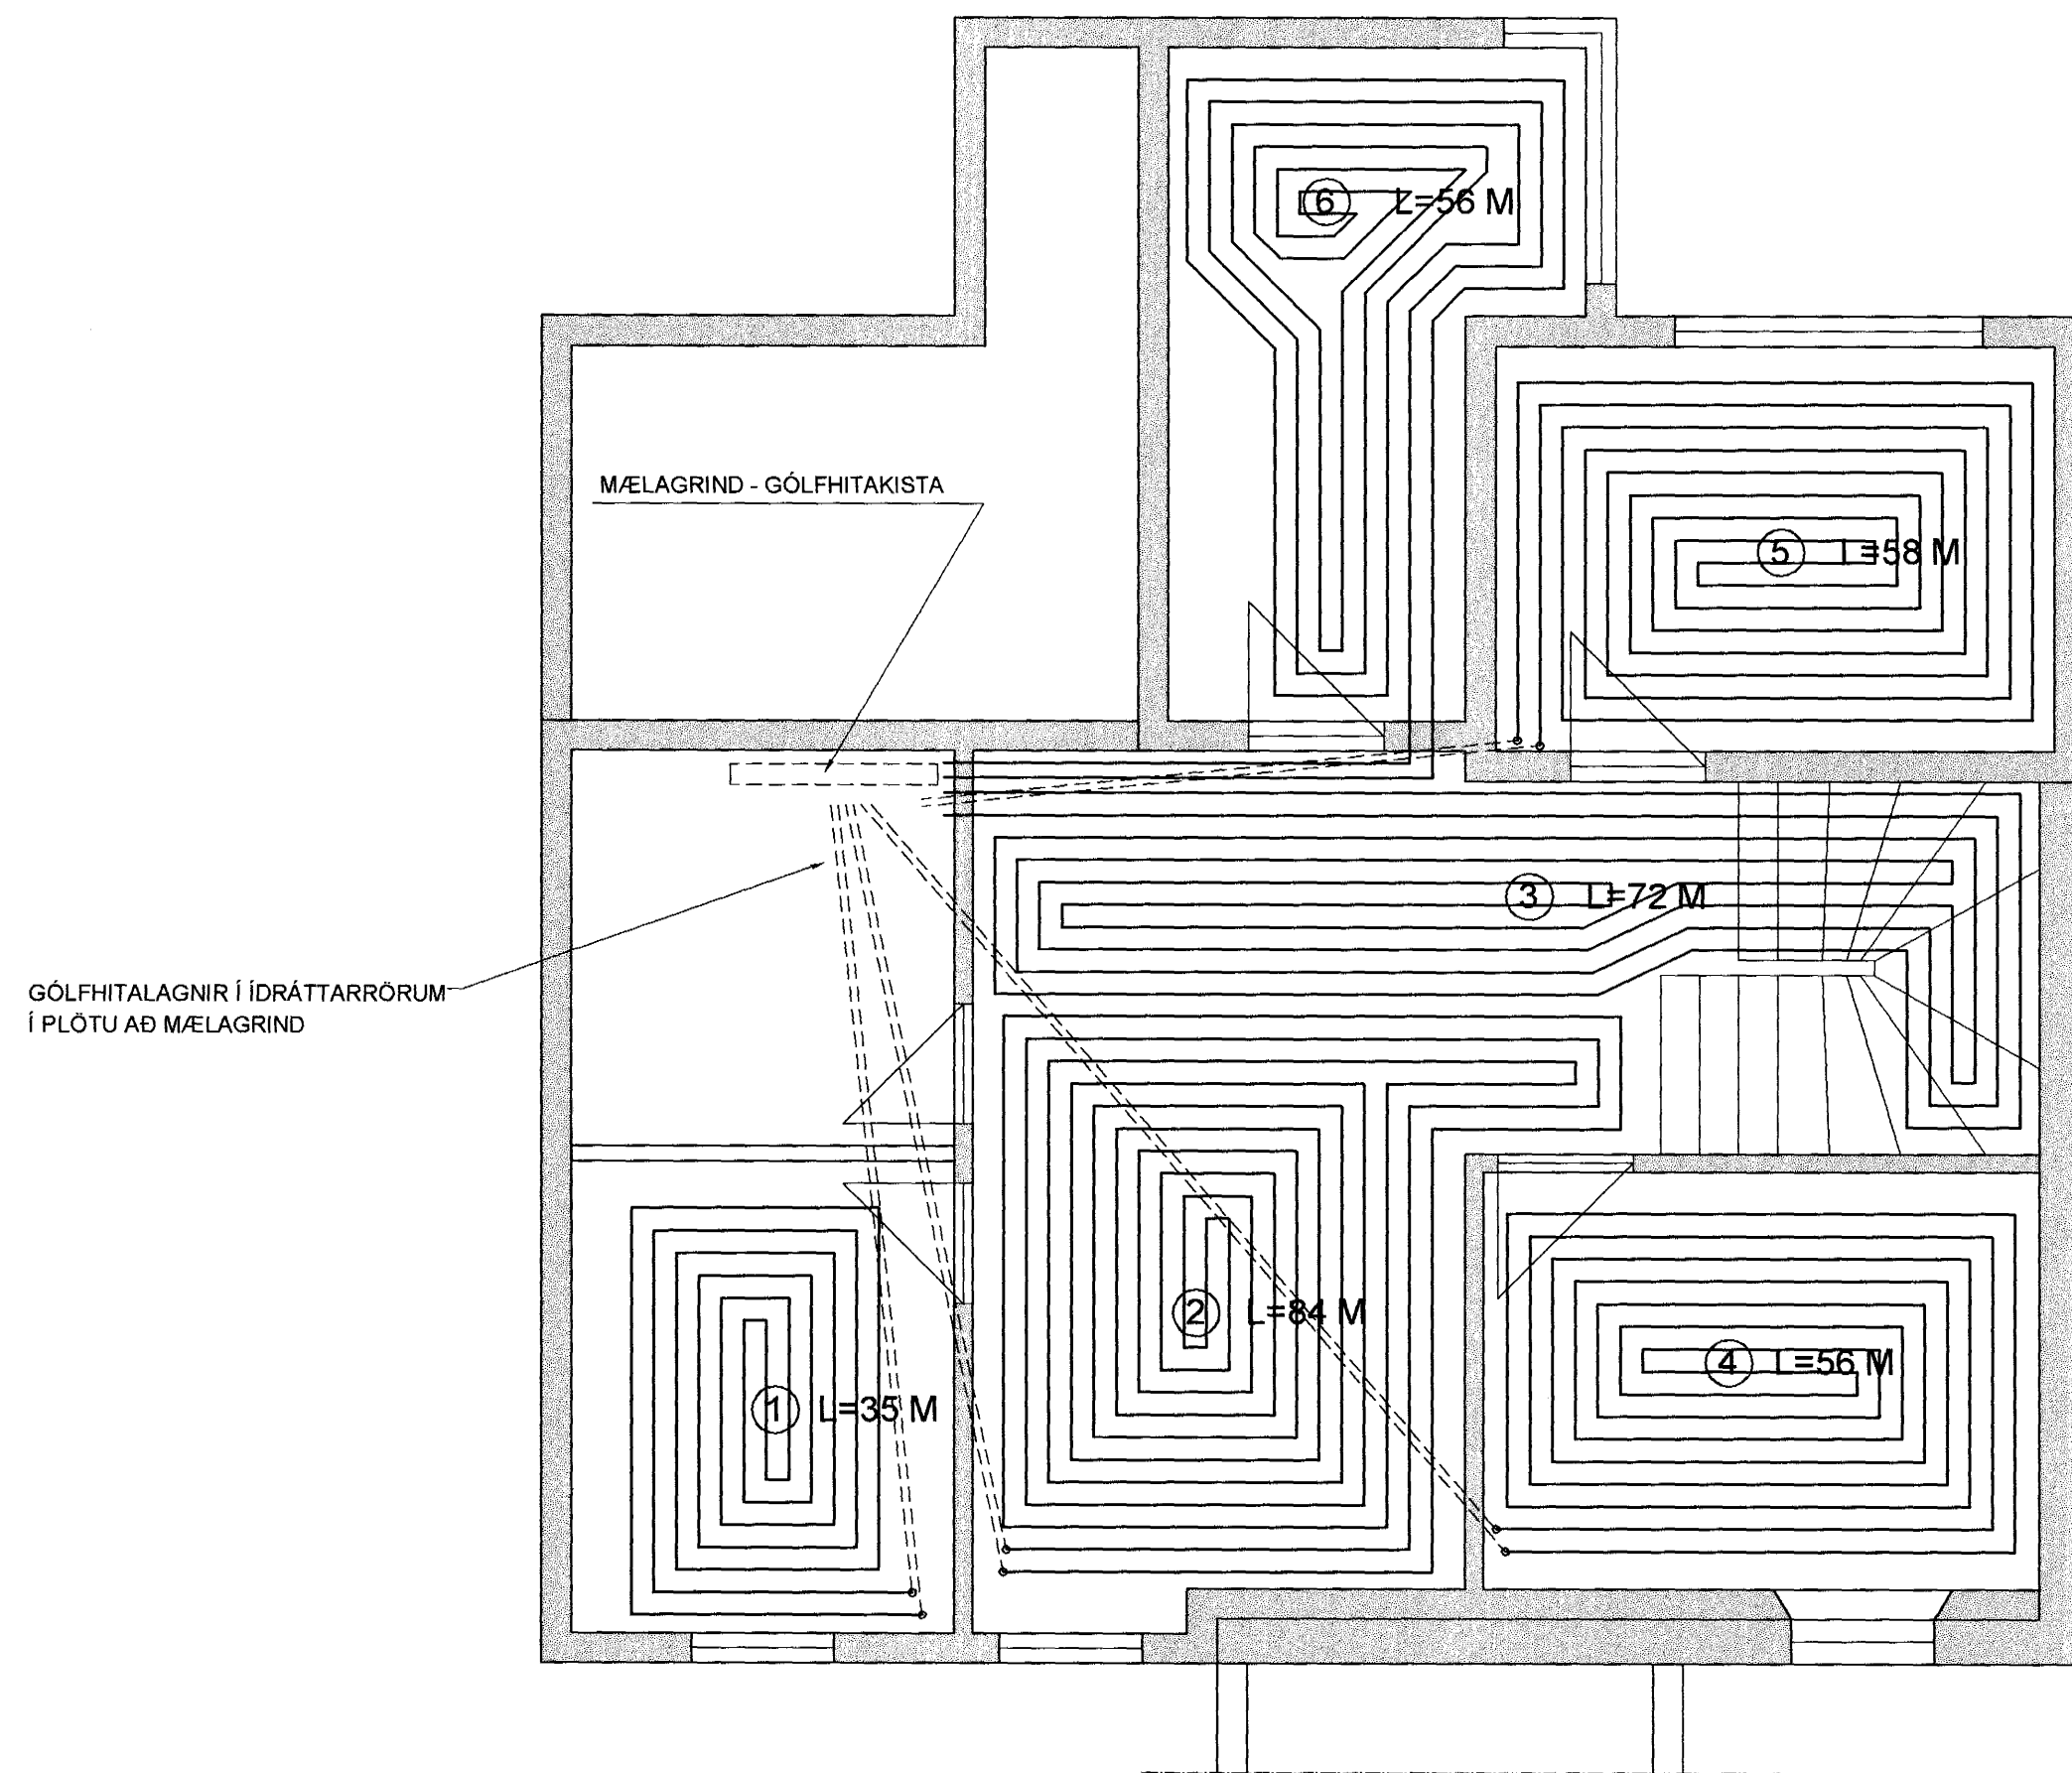 6 L=56 M
MÆLAGRIND - GÓLFHITAKISTA
5 L=58 M
3 L=72 M
GÓLFHITALAGNIR Í ÍDRÁTTARRÖRUM
Í PLÖTU AÐ MÆLAGRIND
2 L=84 M
4 L=56 M
1 L=35 M